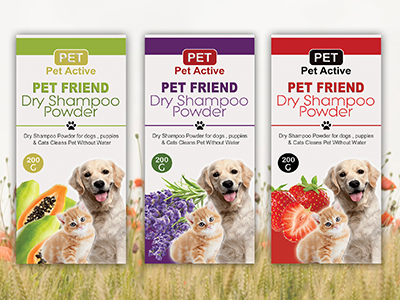 PET
Pet Active
PET FRIEND
Dry Shampoo
Powder
Dry Shampoo Powder for dogs , puppies
& Cats Cleans Pet Without Water
200
G
PET
Pet Active
PET FRIEND
Dry Shampoo
Powder
Dry Shampoo Powder for dogs , puppies
& Cats Cleans Pet Without Water
200
G
PET
Pet Active
PET FRIEND
Dry Shampoo
Powder
Dry Shampoo Powder for dogs , puppies
& Cats Cleans Pet Without Water
200
G